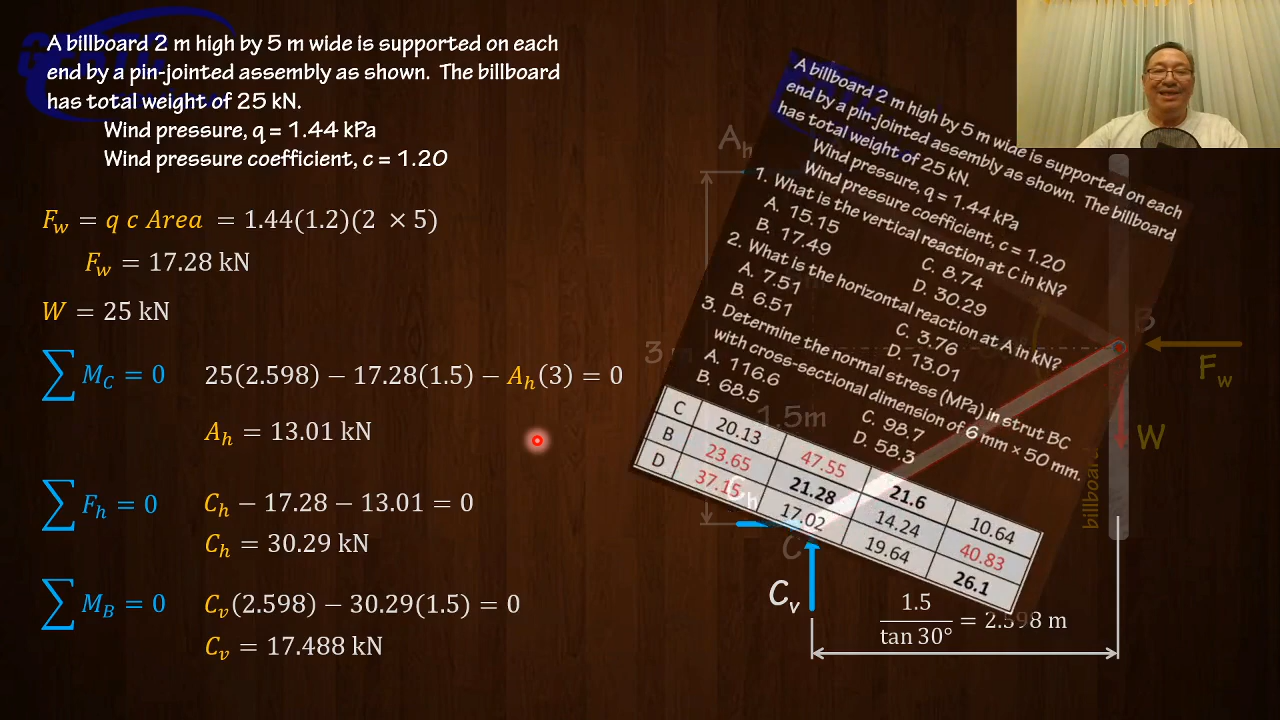 A billboard 2 m high by 5 m wide is supported on each
end by a pin-jointed assembly as shown. The billboard
has total weight of 25 kN.
Wind pressure, q = 1.44 kPa
Wind pressure coefficient, c = 1.20
F_w = q c Area = 1.44(1.2)(2 × 5)
F_w = 17.28 kN
W = 25 kN
∑ M_C = 0 25(2.598) − 17.28(1.5) − A_h(3) = 0
A_h = 13.01 kN
∑ F_h = 0 C_h − 17.28 − 13.01 = 0
C_h = 30.29 kN
∑ M_B = 0 C_v(2.598) − 30.29(1.5) = 0
C_v = 17.488 kN
A billboard 2 m high by 5 m wide is supported on each
end by a pin-jointed assembly as shown. The billboard
has total weight of 25 kN.
Wind pressure, q = 1.44 kPa
Wind pressure coefficient, c = 1.20
1. What is the vertical reaction at C in kN?
A. 15.15 C. 8.74
B. 17.49 D. 30.29
2. What is the horizontal reaction at A in kN?
A. 7.51 C. 3.76
B. 6.51 D. 13.01
3. Determine the normal stress (MPa) in strut BC
with cross-sectional dimension of 6 mm × 50 mm.
A. 116.6 C. 98.7
B. 68.5 D. 58.3
C 20.13 47.55 21.6 10.64
B 23.65 21.28 14.24 40.83
D 37.15 17.02 19.64 26.1
A_h
3 m
1.5m
B
F_w
W
billboard
C_h
C
C_v
1.5
tan 30° = 2.598 m